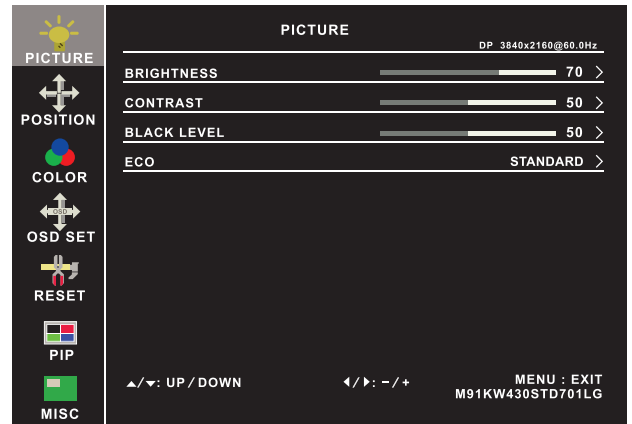 PICTURE
DP 3840x2160@60.0Hz
PICTURE
BRIGHTNESS 70
CONTRAST 50
POSITION
BLACK LEVEL 50
ECO STANDARD
COLOR
OSD
OSD SET
RESET
PIP
▲/▼: UP/DOWN ◀/▶: −/+ MENU : EXIT
M91KW430STD701LG
MISC